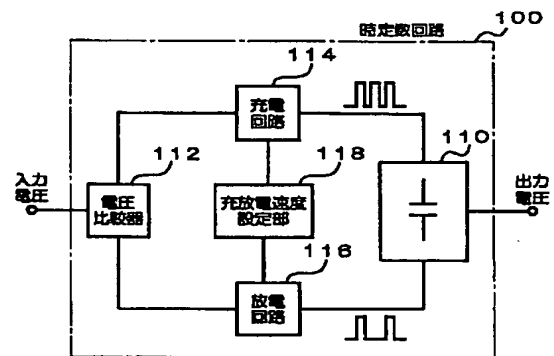 時定数回路
100
114
充電
回路
110
112
118
入力
電圧
電圧
比較器
充放電速度
設定部
出力
電圧
116
放電
回路